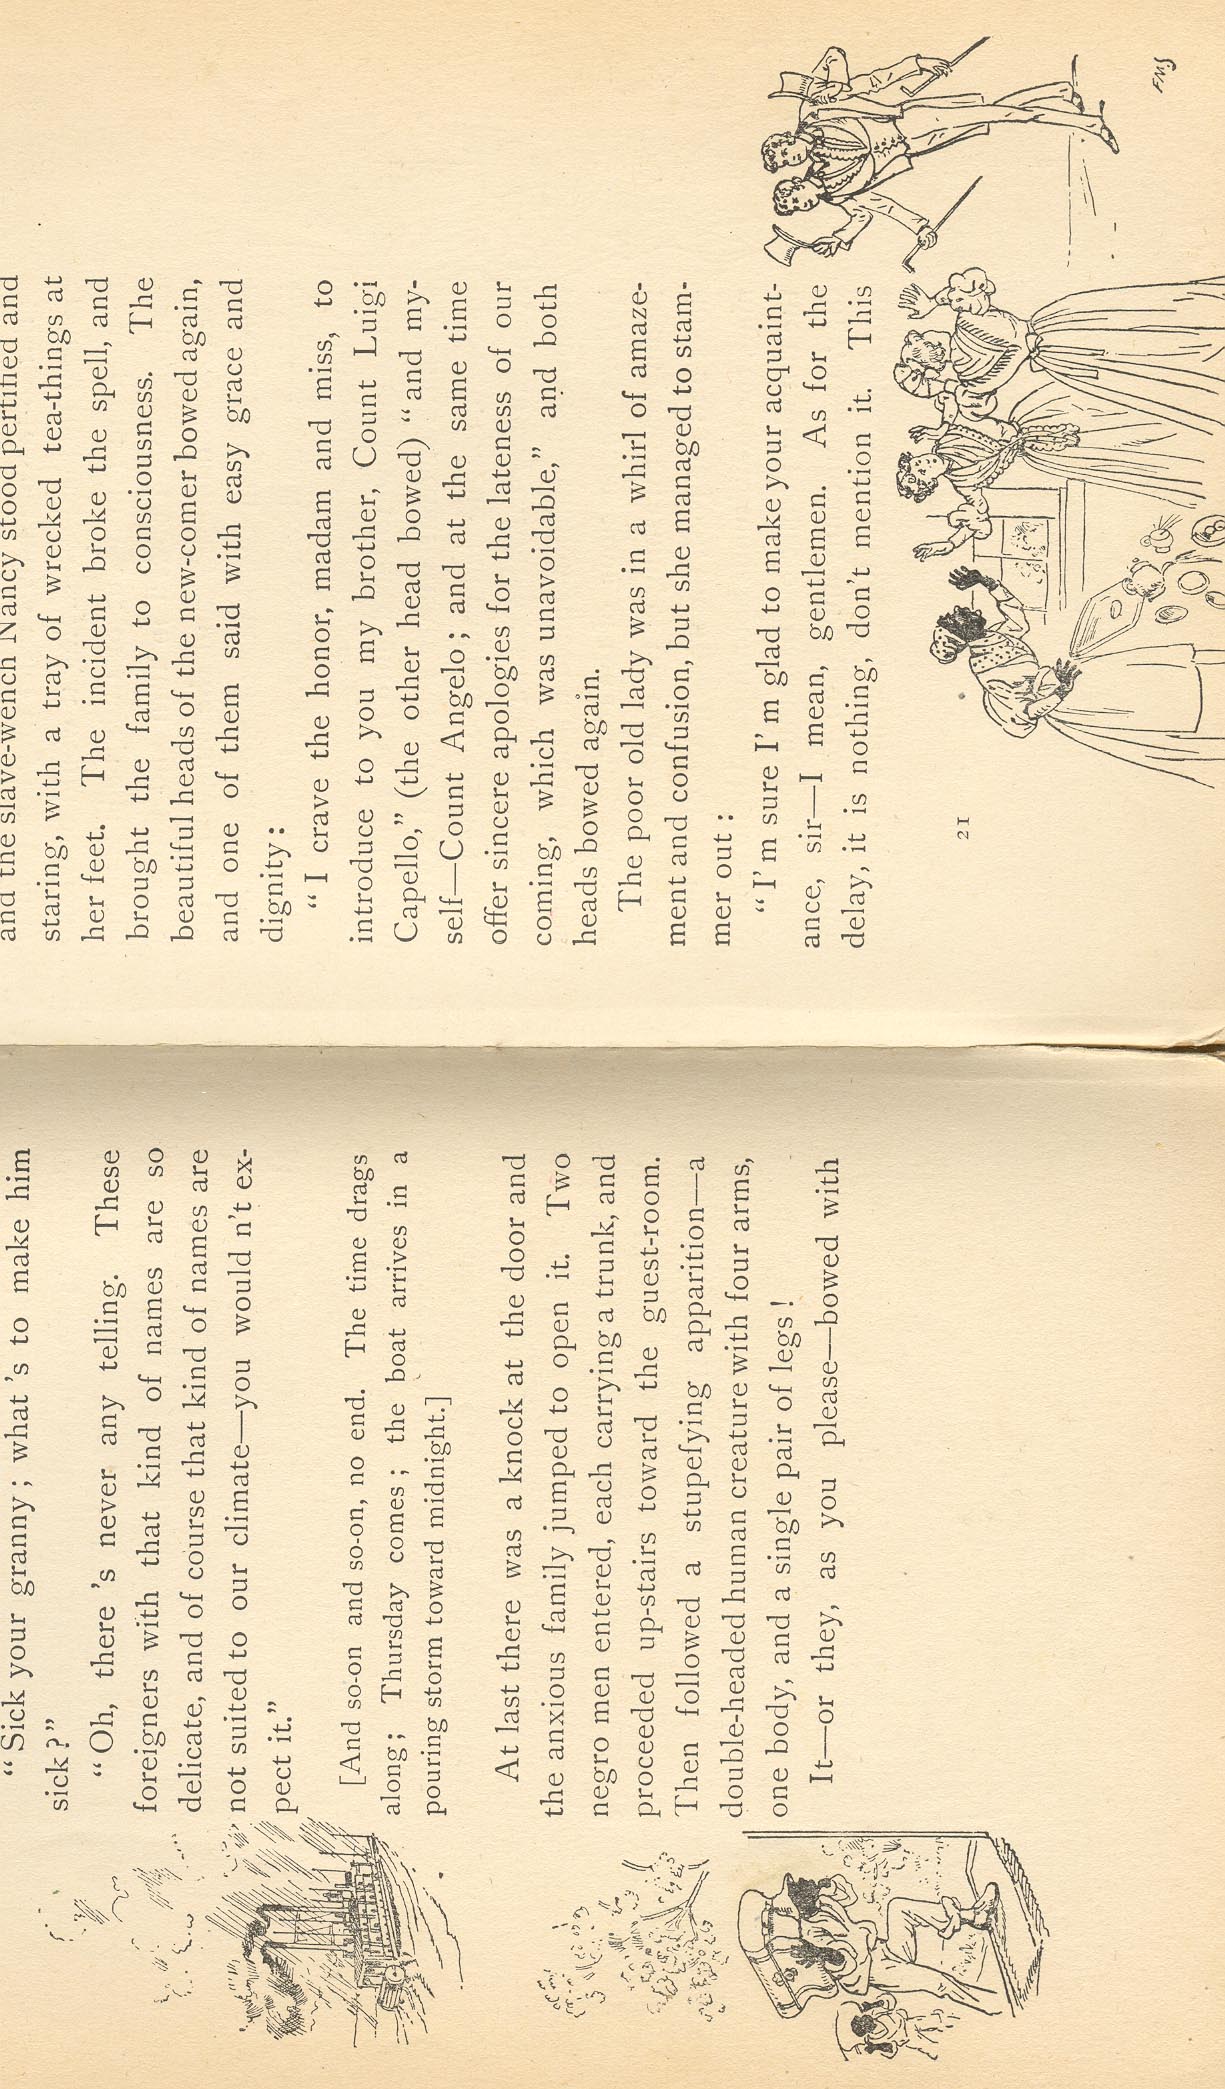 "Sick your granny; what's to make him
sick?"
"Oh, there's never any telling. These
foreigners with that kind of names are so
delicate, and of course that kind of names are
not suited to our climate—you would n't ex-
pect it."
[And so-on and so-on, no end. The time drags
along; Thursday comes; the boat arrives in a
pouring storm toward midnight.]
At last there was a knock at the door and
the anxious family jumped to open it. Two
negro men entered, each carrying a trunk, and
proceeded up-stairs toward the guest-room.
Then followed a stupefying apparition—a
double-headed human creature with four arms,
one body, and a single pair of legs!
It—or they, as you please—bowed with
and the slave-wench Nancy stood petrified and
staring, with a tray of wrecked tea-things at
her feet. The incident broke the spell, and
brought the family to consciousness. The
beautiful heads of the new-comer bowed again,
and one of them said with easy grace and
dignity:
"I crave the honor, madam and miss, to
introduce to you my brother, Count Luigi
Capello," (the other head bowed) "and my-
self—Count Angelo; and at the same time
offer sincere apologies for the lateness of our
coming, which was unavoidable," and both
heads bowed again.
The poor old lady was in a whirl of amaze-
ment and confusion, but she managed to stam-
mer out:
"I'm sure I'm glad to make your acquaint-
ance, sir—I mean, gentlemen. As for the
delay, it is nothing, don't mention it. This
21
FMS